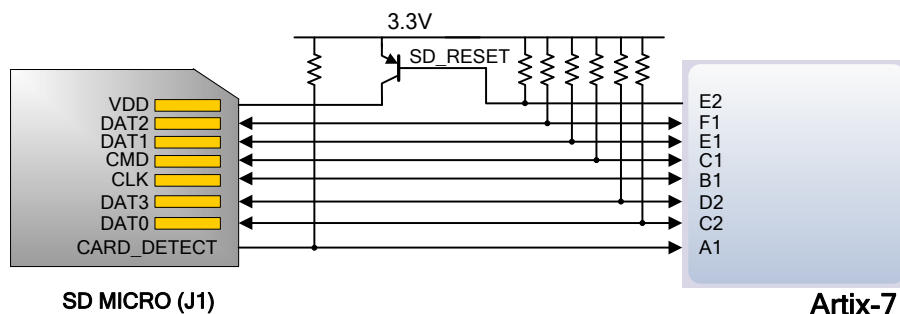 3.3V
SD_RESET
VDD
DAT2
DAT1
CMD
CLK
DAT3
DAT0
CARD_DETECT
E2
F1
E1
C1
B1
D2
C2
A1
SD MICRO (J1)
Artix-7